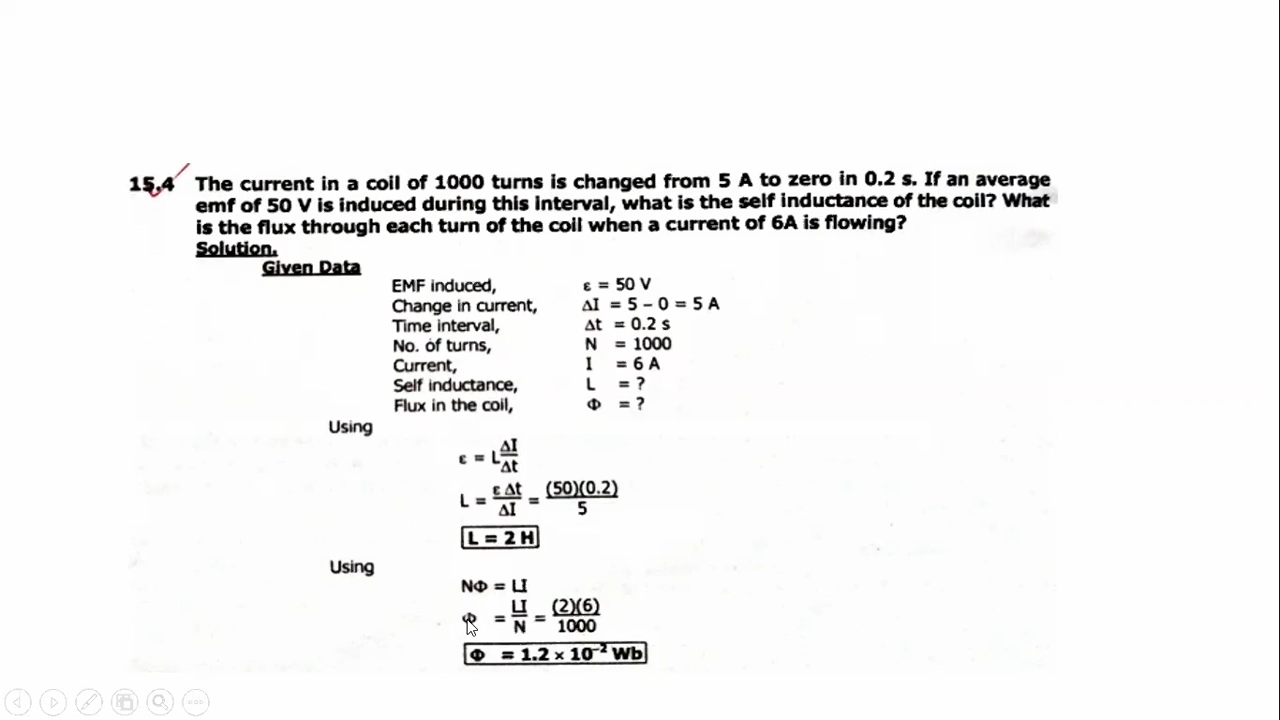 15.4 The current in a coil of 1000 turns is changed from 5 A to zero in 0.2 s. If an average
emf of 50 V is induced during this interval, what is the self inductance of the coil? What
is the flux through each turn of the coil when a current of 6A is flowing?
Solution.
Given Data
EMF induced, ε = 50 V
Change in current, ΔI = 5 – 0 = 5 A
Time interval, Δt = 0.2 s
No. of turns, N = 1000
Current, I = 6 A
Self inductance, L = ?
Flux in the coil, Φ = ?
Using
ε = L ΔI/Δt
L = ε Δt/ΔI = (50)(0.2)/5
L = 2 H
Using
NΦ = LI
Φ = LI/N = (2)(6)/1000
Φ = 1.2 × 10⁻² Wb